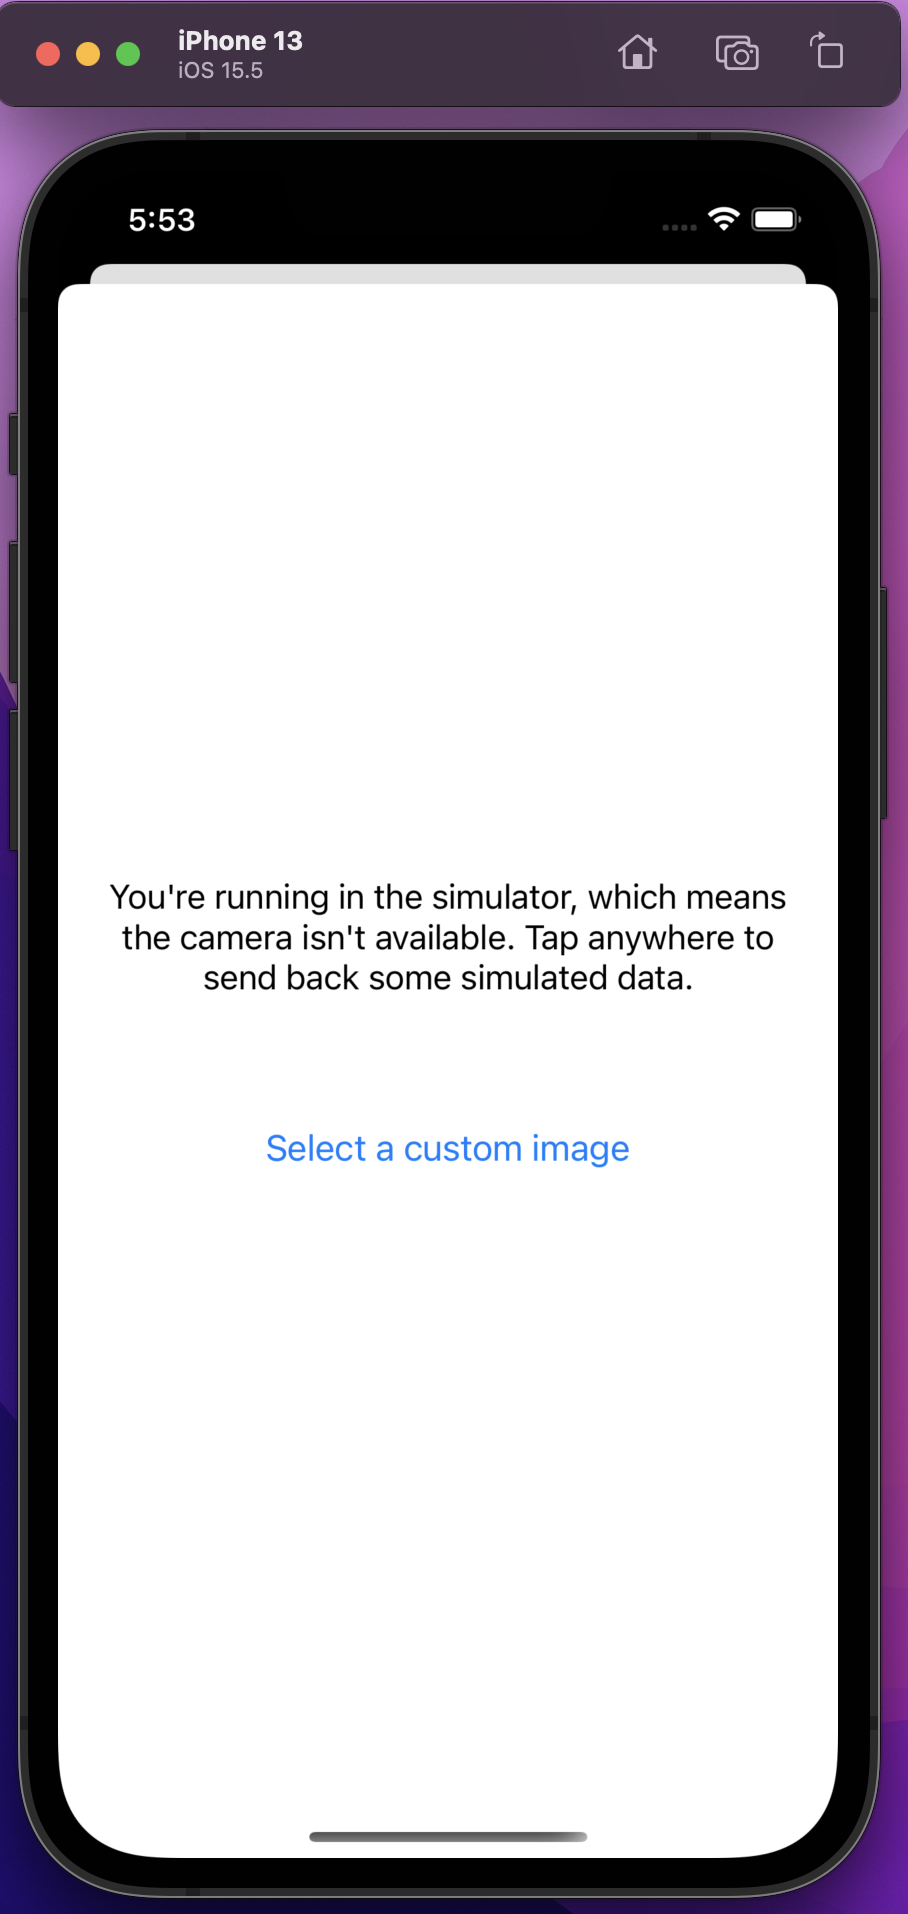 iPhone 13
iOS 15.5
5:53
You're running in the simulator, which means
the camera isn't available. Tap anywhere to
send back some simulated data.
Select a custom image